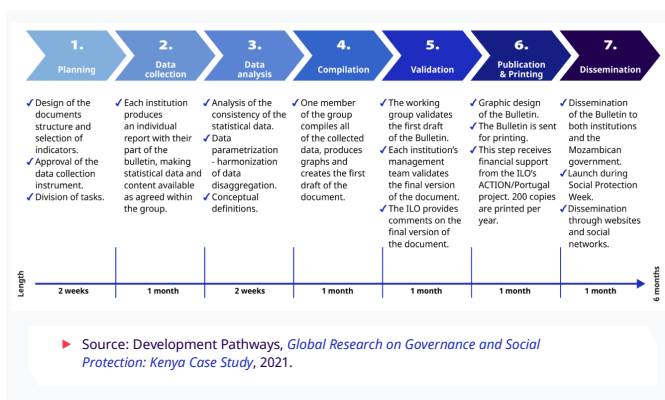 1.
Planning
2.
Data
collection
3.
Data
analysis
4.
Compilation
5.
Validation
6.
Publication
& Printing
7.
Dissemination
✓ Design of the
documents
structure and
selection of
indicators.
✓ Approval of the
data collection
instrument.
✓ Division of tasks.
✓ Each institution
produces
an individual
report with their
part of the
bulletin, making
statistical data and
content available
as agreed within
the group.
✓ Analysis of the
consistency of the
statistical data.
✓ Data
parametrization
- harmonization
of data
disaggregation.
✓ Conceptual
definitions.
✓ One member
of the group
compiles all
of the collected
data, produces
graphs and
creates the first
draft of the
document.
✓ The working
group validates
the first draft
of the Bulletin.
✓ Each institution's
management
team validates
the final version
of the document.
✓ The ILO provides
comments on the
final version of
the document.
✓ Graphic design
of the Bulletin.
✓ The Bulletin is sent
for printing.
✓ This step receives
financial support
from the ILO's
ACTION/Portugal
project. 200 copies
are printed per
year.
✓ Dissemination
of the Bulletin to
both institutions
and the
Mozambican
government.
✓ Launch during
Social Protection
Week.
✓ Dissemination
through websites
and social
networks.
Length
2 weeks
1 month
2 weeks
1 month
1 month
1 month
1 month
6 months
Source: Development Pathways, Global Research on Governance and Social
Protection: Kenya Case Study, 2021.